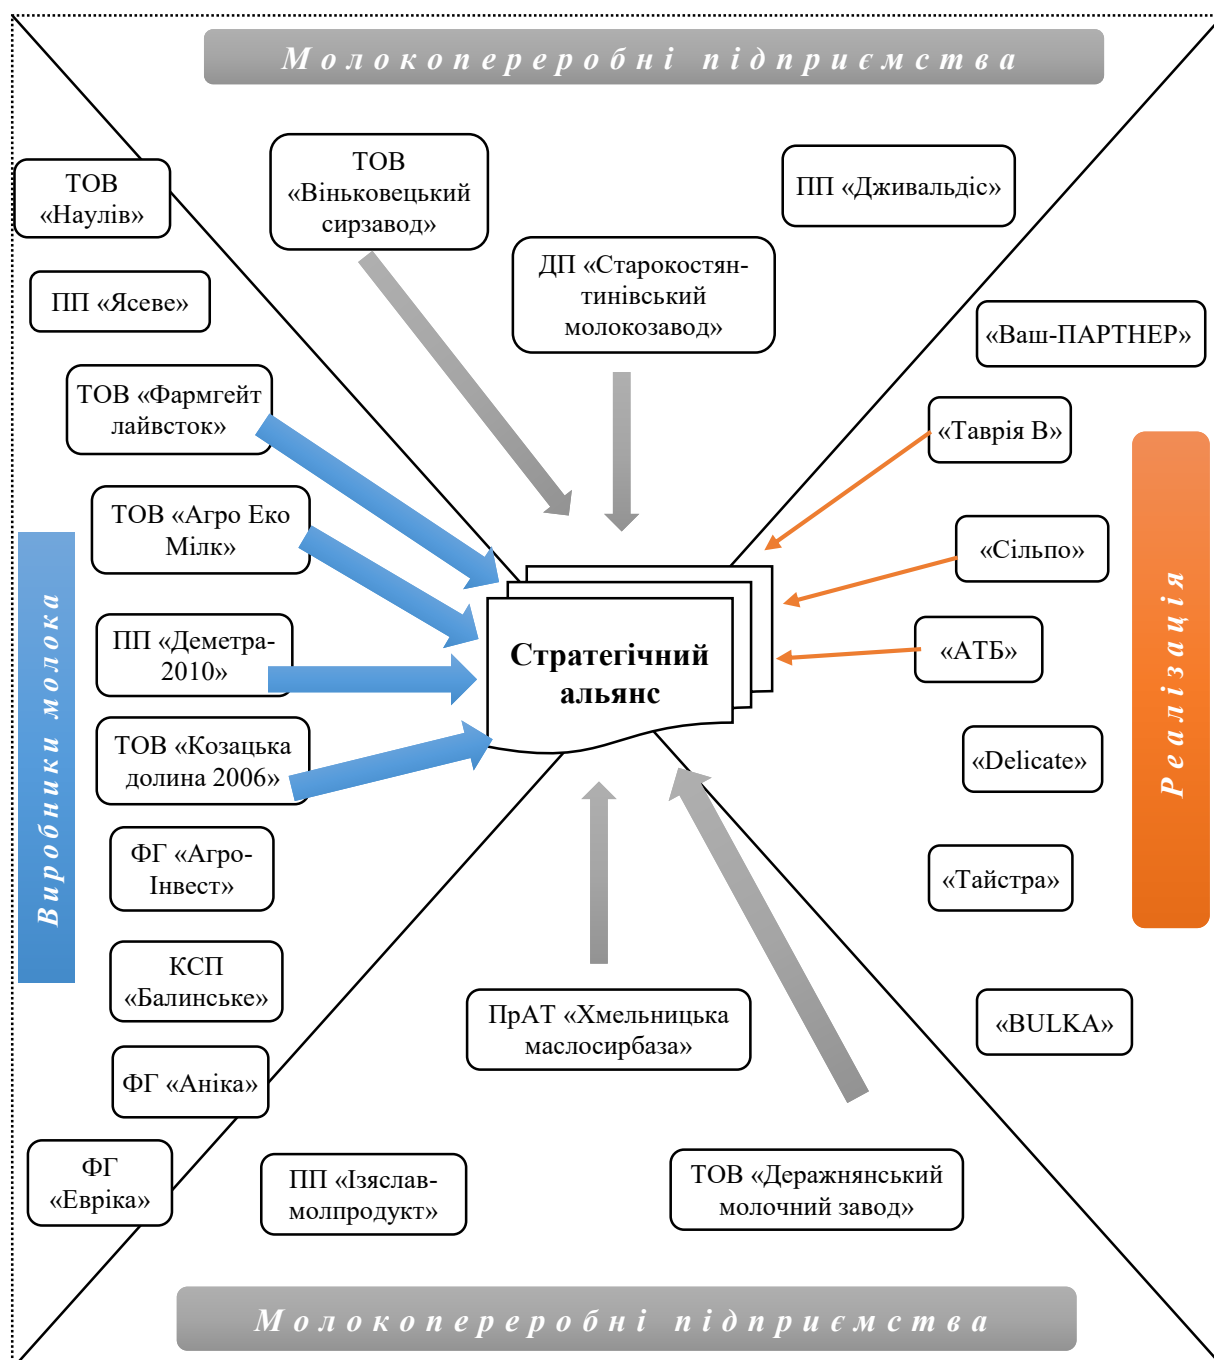 Молокопереробні підприємства
ТОВ
«Наулів»
ПП «Ясеве»
ТОВ «Фармгейт
лайвсток»
ТОВ «Агро Еко
Мілк»
ПП «Деметра-
2010»
ТОВ «Козацька
долина 2006»
ФГ «Агро-
Інвест»
КСП
«Балинське»
ФГ «Аніка»
ФГ
«Евріка»
Виробники молока
ТОВ
«Віньковецький
сирзавод»
ДП «Старокостян-
тинівський
молокозавод»
ПП «Дживальдіс»
Стратегічний
альянс
«Ваш-ПАРТНЕР»
«Таврія В»
«Сільпо»
«АТБ»
«Delicate»
«Тайстра»
«BULKA»
Реалізація
ПрАТ «Хмельницька
маслосирбаза»
ПП «Ізяслав-
молпродукт»
ТОВ «Деражнянський
молочний завод»
Молокопереробні підприємства